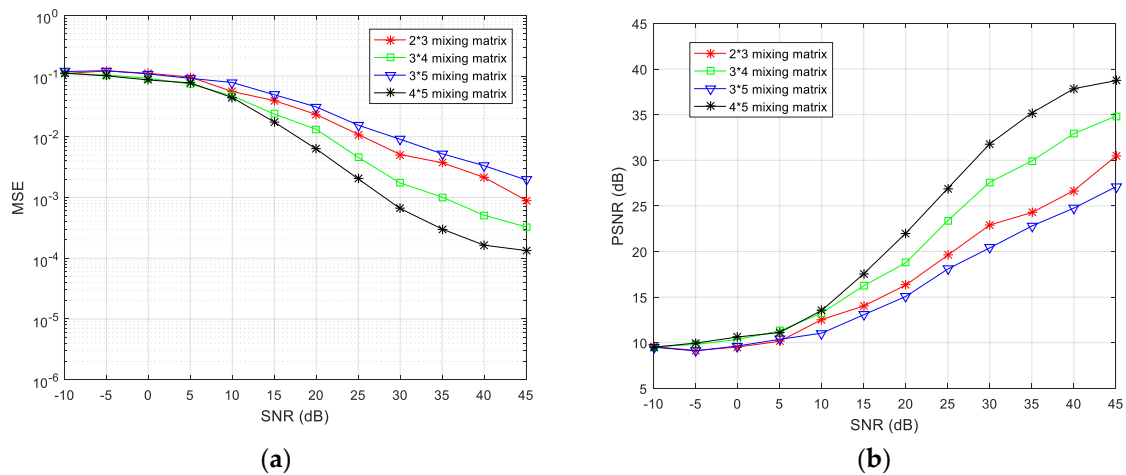 10^0
10^-1
10^-2
10^-3
10^-4
10^-5
10^-6
MSE
-10 -5 0 5 10 15 20 25 30 35 40 45
SNR (dB)
2*3 mixing matrix
3*4 mixing matrix
3*5 mixing matrix
4*5 mixing matrix
(a)
45
40
35
30
25
20
15
10
5
PSNR (dB)
-10 -5 0 5 10 15 20 25 30 35 40 45
SNR (dB)
2*3 mixing matrix
3*4 mixing matrix
3*5 mixing matrix
4*5 mixing matrix
(b)